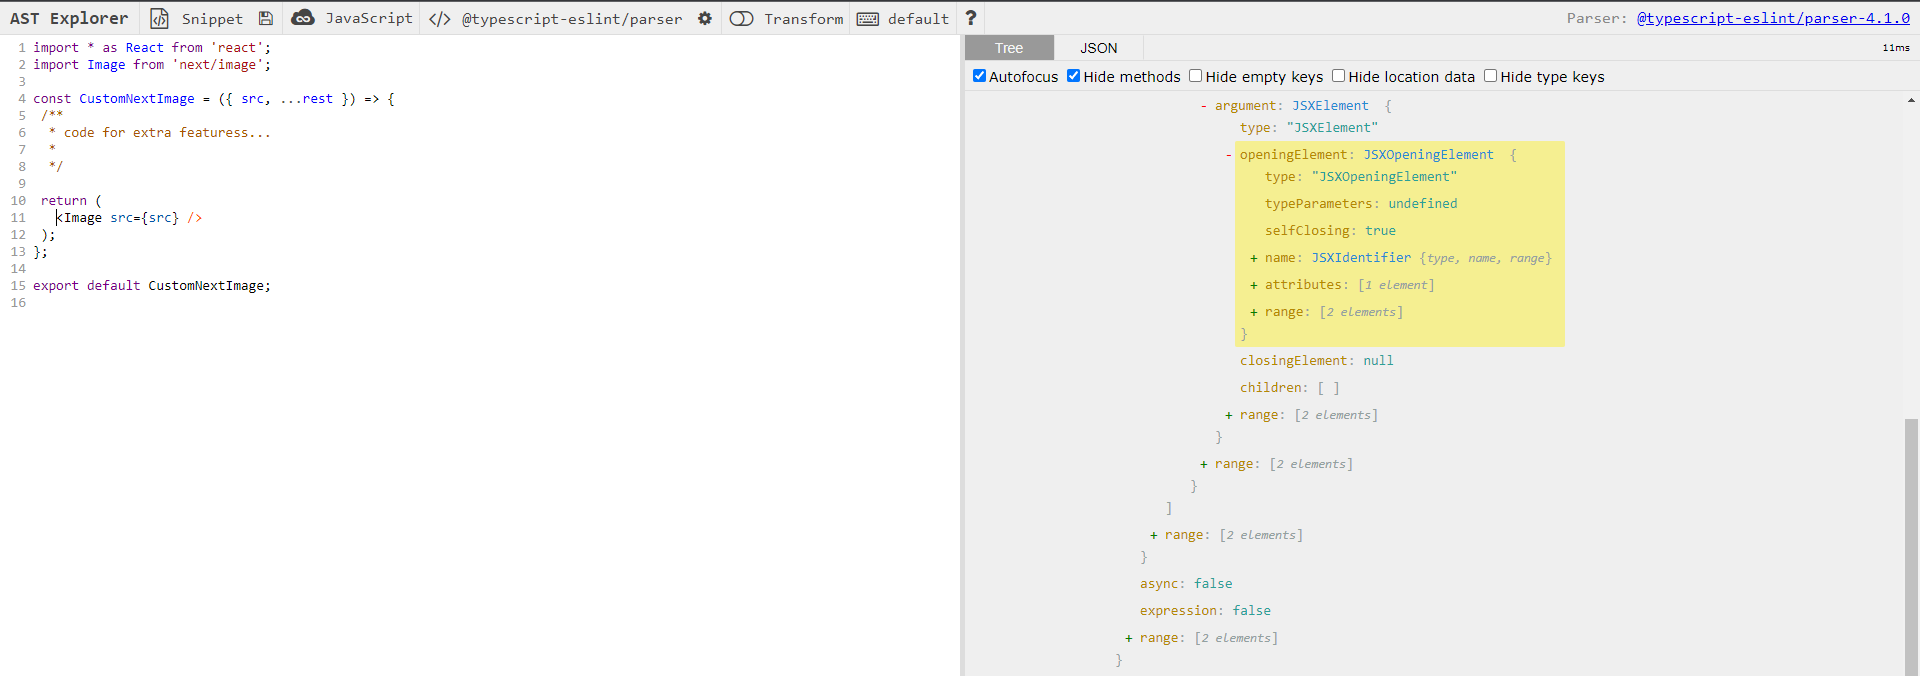 AST Explorer Snippet JavaScript </> @typescript-eslint/parser Transform default ? Parser: @typescript-eslint/parser-4.1.0
Tree JSON 11ms
Autofocus Hide methods Hide empty keys Hide location data Hide type keys
1 import * as React from 'react';
2 import Image from 'next/image';
3
4 const CustomNextImage = ({ src, ...rest }) => {
5 /**
6 * code for extra featuress...
7 *
8 */
9
10 return (
11 <Image src={src} />
12 );
13 };
14
15 export default CustomNextImage;
16
- argument: JSXElement {
type: "JSXElement"
- openingElement: JSXOpeningElement {
type: "JSXOpeningElement"
typeParameters: undefined
selfClosing: true
+ name: JSXIdentifier {type, name, range}
+ attributes: [1 element]
+ range: [2 elements]
}
closingElement: null
children: [ ]
+ range: [2 elements]
}
+ range: [2 elements]
}
]
+ range: [2 elements]
}
async: false
expression: false
+ range: [2 elements]
}